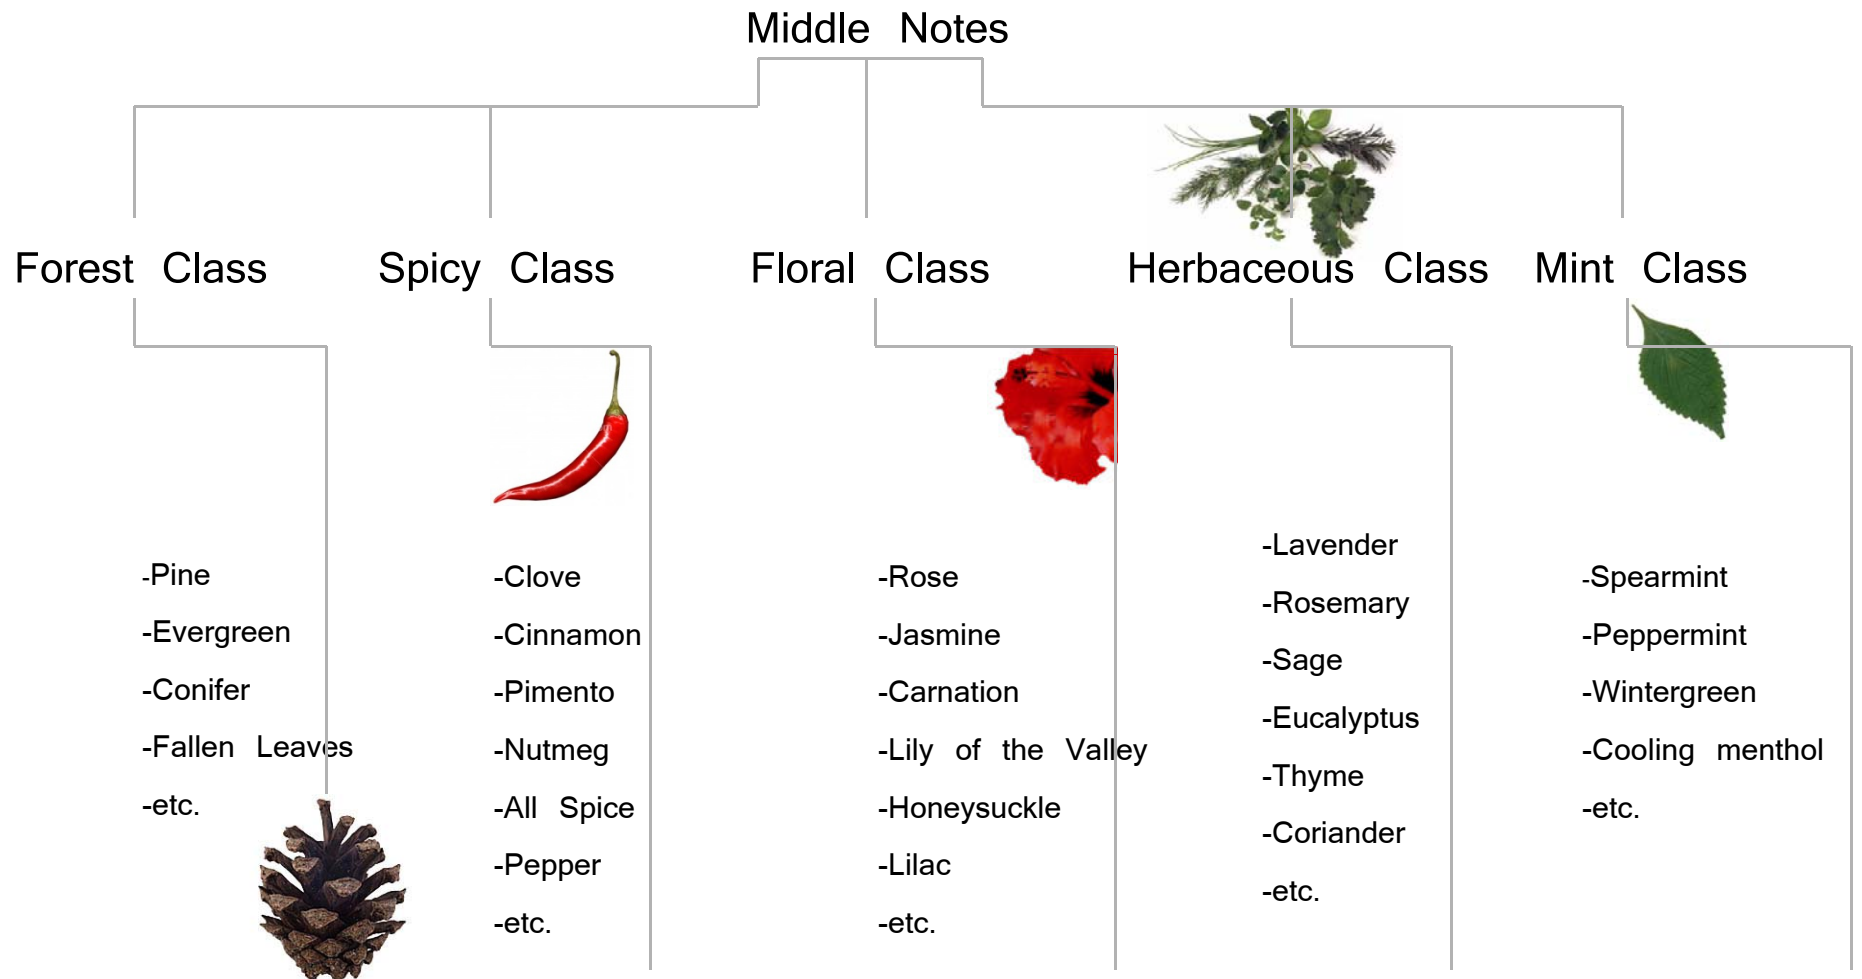 Middle Notes
Forest Class
Spicy Class
Floral Class
Herbaceous Class
Mint Class
-Pine
-Evergreen
-Conifer
-Fallen Leaves
-etc.
-Clove
-Cinnamon
-Pimento
-Nutmeg
-All Spice
-Pepper
-etc.
-Rose
-Jasmine
-Carnation
-Lily of the Valley
-Honeysuckle
-Lilac
-etc.
-Lavender
-Rosemary
-Sage
-Eucalyptus
-Thyme
-Coriander
-etc.
-Spearmint
-Peppermint
-Wintergreen
-Cooling menthol
-etc.